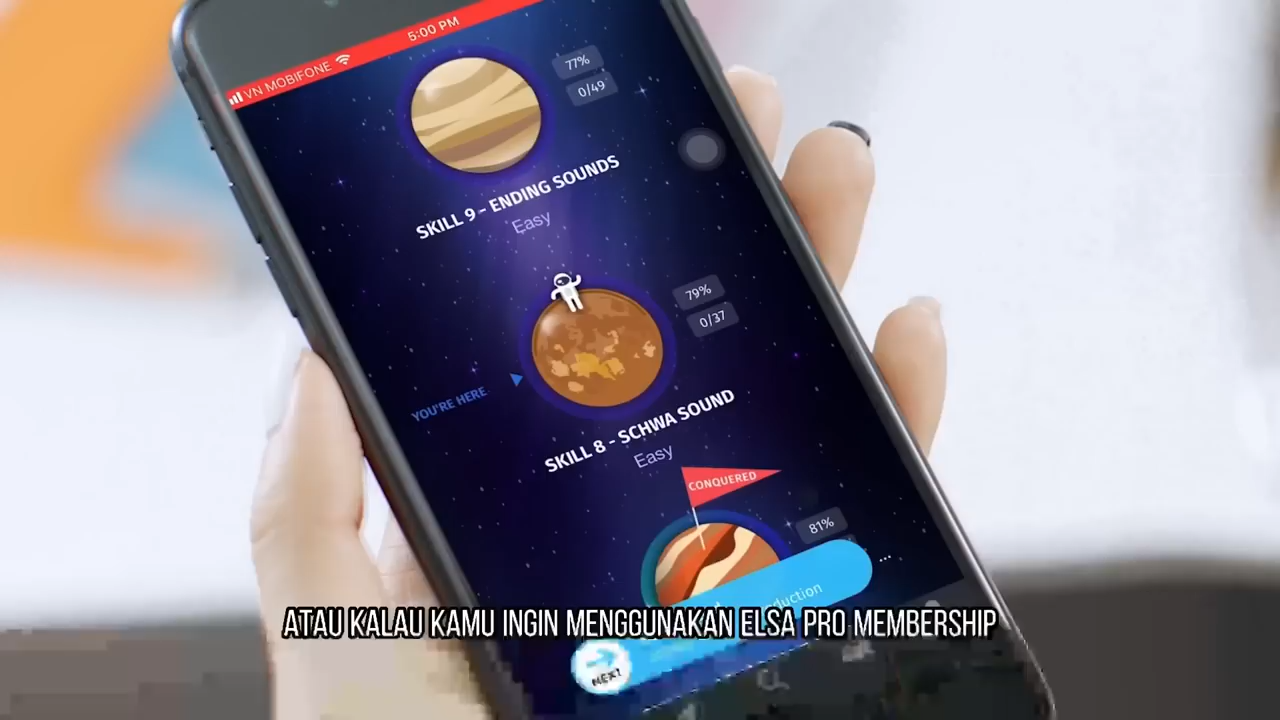 5:00 PM
VN MOBIFONE
77%
0/49
SKILL 9 - ENDING SOUNDS
Easy
79%
0/37
YOU'RE HERE
SKILL 8 - SCHWA SOUND
Easy
CONQUERED
81%
ATAU KALAU KAMU INGIN MENGGUNAKAN ELSA PRO MEMBERSHIP
NEXT